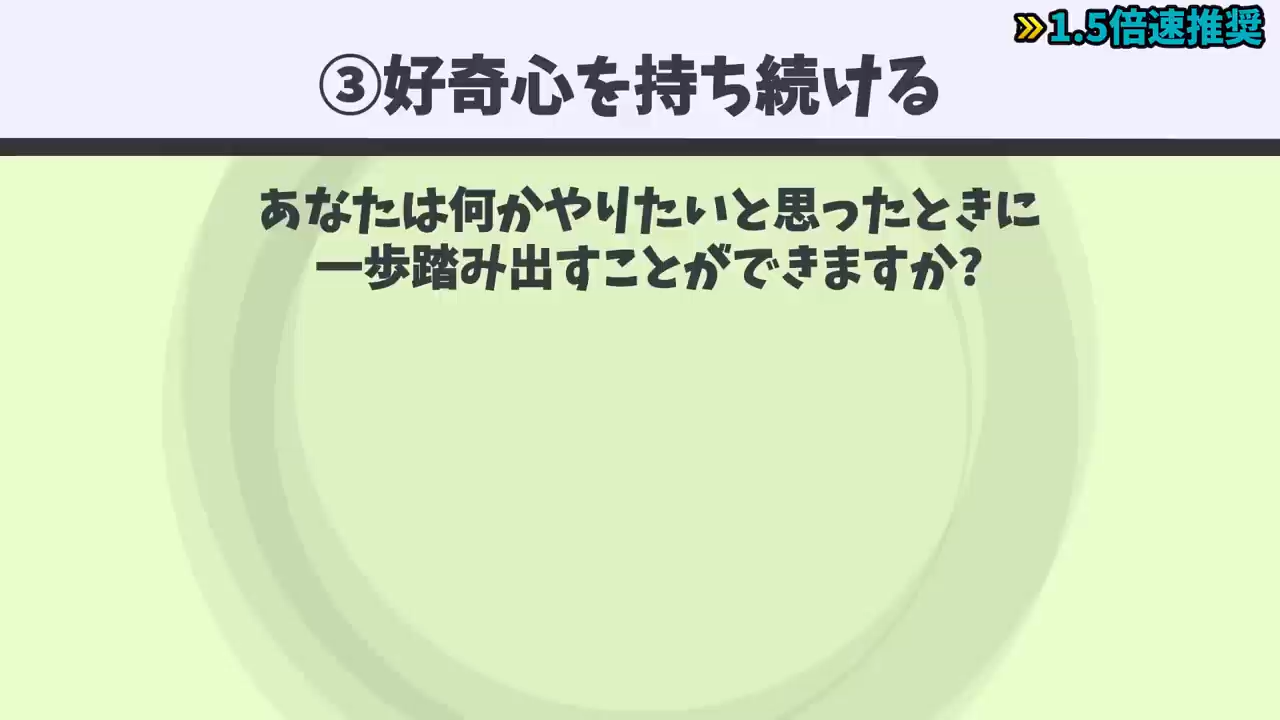 1.5倍速推奨
③好奇心を持ち続ける
あなたは何かやりたいと思ったときに
一歩踏み出すことができますか?